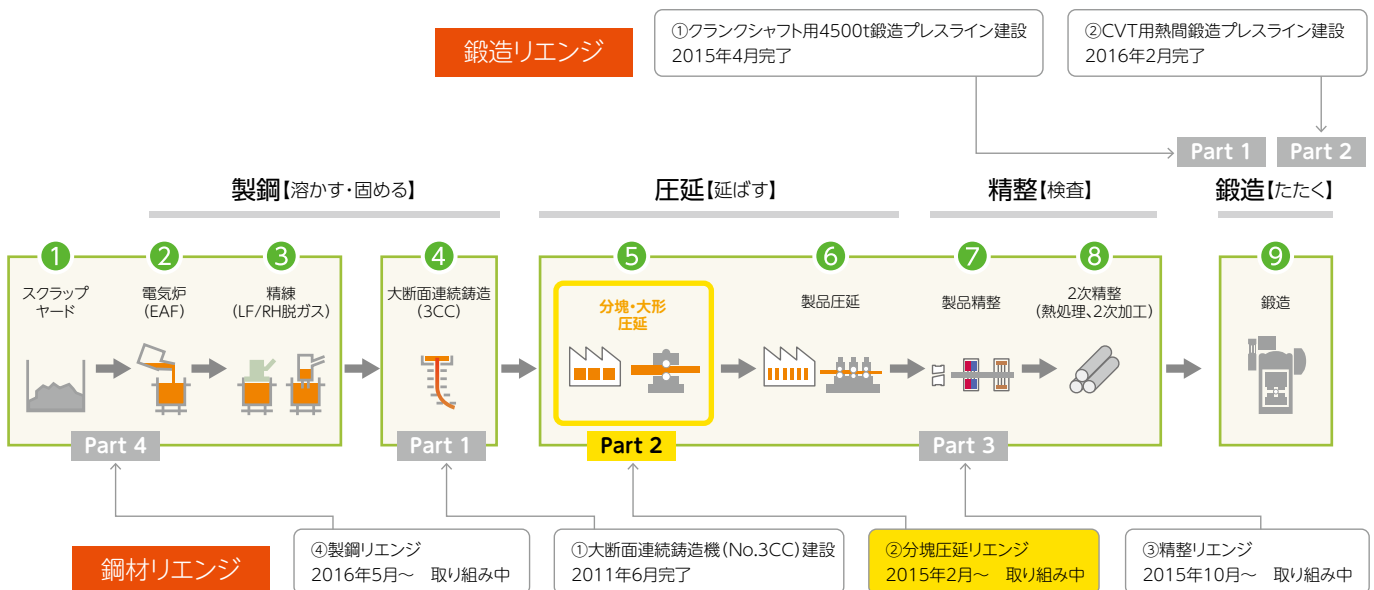 鍛造リエンジ
①クランクシャフト用4500t鍛造プレスライン建設
2015年4月完了
②CVT用熱間鍛造プレスライン建設
2016年2月完了
Part 1
Part 2
製鋼【溶かす・固める】
圧延【延ばす】
精整【検査】
鍛造【たたく】
1
スクラップ
ヤード
2
電気炉
(EAF)
3
精練
(LF/RH脱ガス)
4
大断面連続鋳造
(3CC)
5
分塊・大形
圧延
6
製品圧延
7
製品精整
8
2次精整
(熱処理、2次加工)
9
鍛造
Part 4
Part 1
Part 2
Part 3
鋼材リエンジ
④製鋼リエンジ
2016年5月～ 取り組み中
①大断面連続鋳造機(No.3CC)建設
2011年6月完了
②分塊圧延リエンジ
2015年2月～ 取り組み中
③精整リエンジ
2015年10月～ 取り組み中